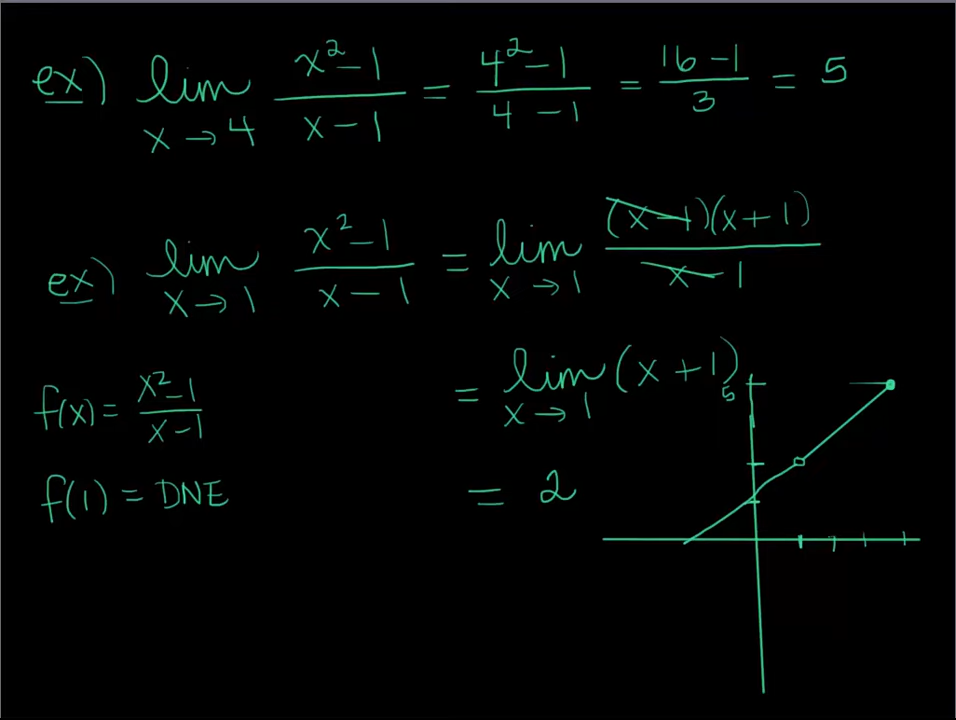 ex) lim x→4 (x²-1)/(x-1) = (4²-1)/(4-1) = (16-1)/3 = 5
ex) lim x→1 (x²-1)/(x-1) = lim x→1 (x-1)(x+1)/(x-1)
= lim x→1 (x+1)
5
f(x) = (x²-1)/(x-1)
f(1) = DNE
= 2